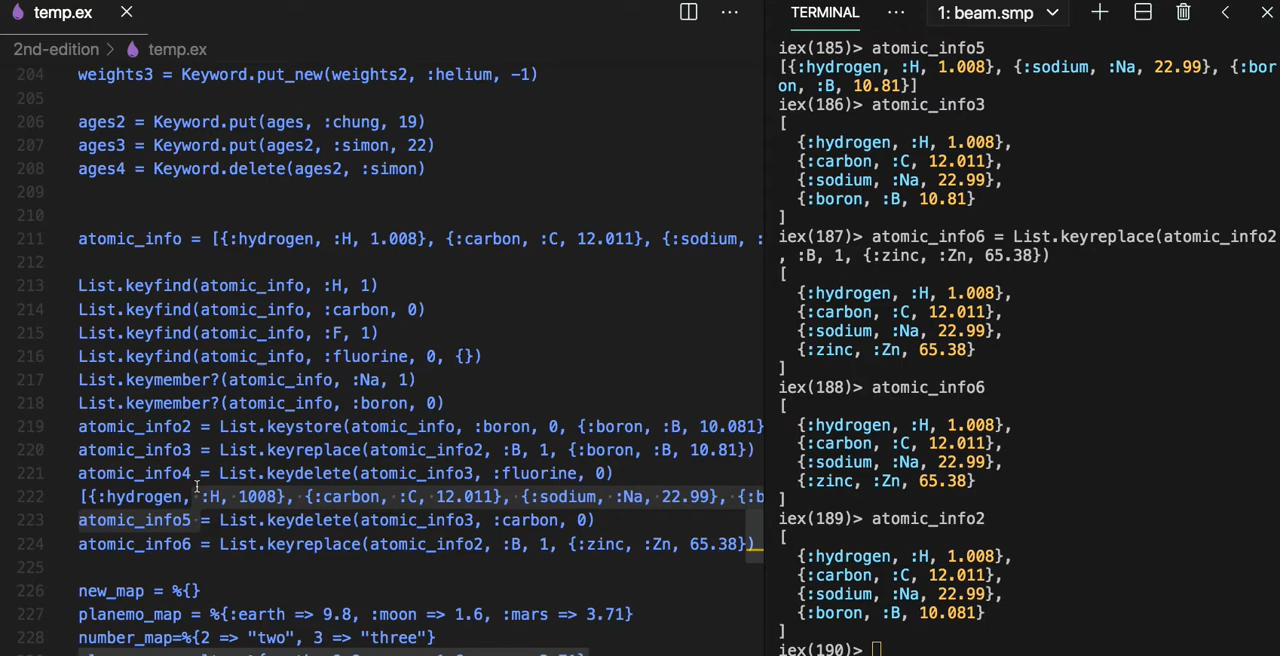 temp.ex
2nd-edition > temp.ex
204 weights3 = Keyword.put_new(weights2, :helium, -1)
205
206 ages2 = Keyword.put(ages, :chung, 19)
207 ages3 = Keyword.put(ages2, :simon, 22)
208 ages4 = Keyword.delete(ages2, :simon)
209
210
211 atomic_info = [{:hydrogen, :H, 1.008}, {:carbon, :C, 12.011}, {:sodium, :
212
213 List.keyfind(atomic_info, :H, 1)
214 List.keyfind(atomic_info, :carbon, 0)
215 List.keyfind(atomic_info, :F, 1)
216 List.keyfind(atomic_info, :fluorine, 0, {})
217 List.keymember?(atomic_info, :Na, 1)
218 List.keymember?(atomic_info, :boron, 0)
219 atomic_info2 = List.keystore(atomic_info, :boron, 0, {:boron, :B, 10.081}
220 atomic_info3 = List.keyreplace(atomic_info2, :B, 1, {:boron, :B, 10.81})
221 atomic_info4 = List.keydelete(atomic_info3, :fluorine, 0)
222 [{:hydrogen, :H, 1008}, {:carbon, :C, 12.011}, {:sodium, :Na, 22.99}, {:b
223 atomic_info5 = List.keydelete(atomic_info3, :carbon, 0)
224 atomic_info6 = List.keyreplace(atomic_info2, :B, 1, {:zinc, :Zn, 65.38})
225
226 new_map = %{}
227 planemo_map = %{:earth => 9.8, :moon => 1.6, :mars => 3.71}
228 number_map=%{2 => "two", 3 => "three"}
TERMINAL ··· 1: beam.smp
iex(185)> atomic_info5
[{:hydrogen, :H, 1.008}, {:sodium, :Na, 22.99}, {:bor
on, :B, 10.81}]
iex(186)> atomic_info3
[
{:hydrogen, :H, 1.008},
{:carbon, :C, 12.011},
{:sodium, :Na, 22.99},
{:boron, :B, 10.81}
]
iex(187)> atomic_info6 = List.keyreplace(atomic_info2
, :B, 1, {:zinc, :Zn, 65.38})
[
{:hydrogen, :H, 1.008},
{:carbon, :C, 12.011},
{:sodium, :Na, 22.99},
{:zinc, :Zn, 65.38}
]
iex(188)> atomic_info6
[
{:hydrogen, :H, 1.008},
{:carbon, :C, 12.011},
{:sodium, :Na, 22.99},
{:zinc, :Zn, 65.38}
]
iex(189)> atomic_info2
[
{:hydrogen, :H, 1.008},
{:carbon, :C, 12.011},
{:sodium, :Na, 22.99},
{:boron, :B, 10.081}
]
iex(190)>